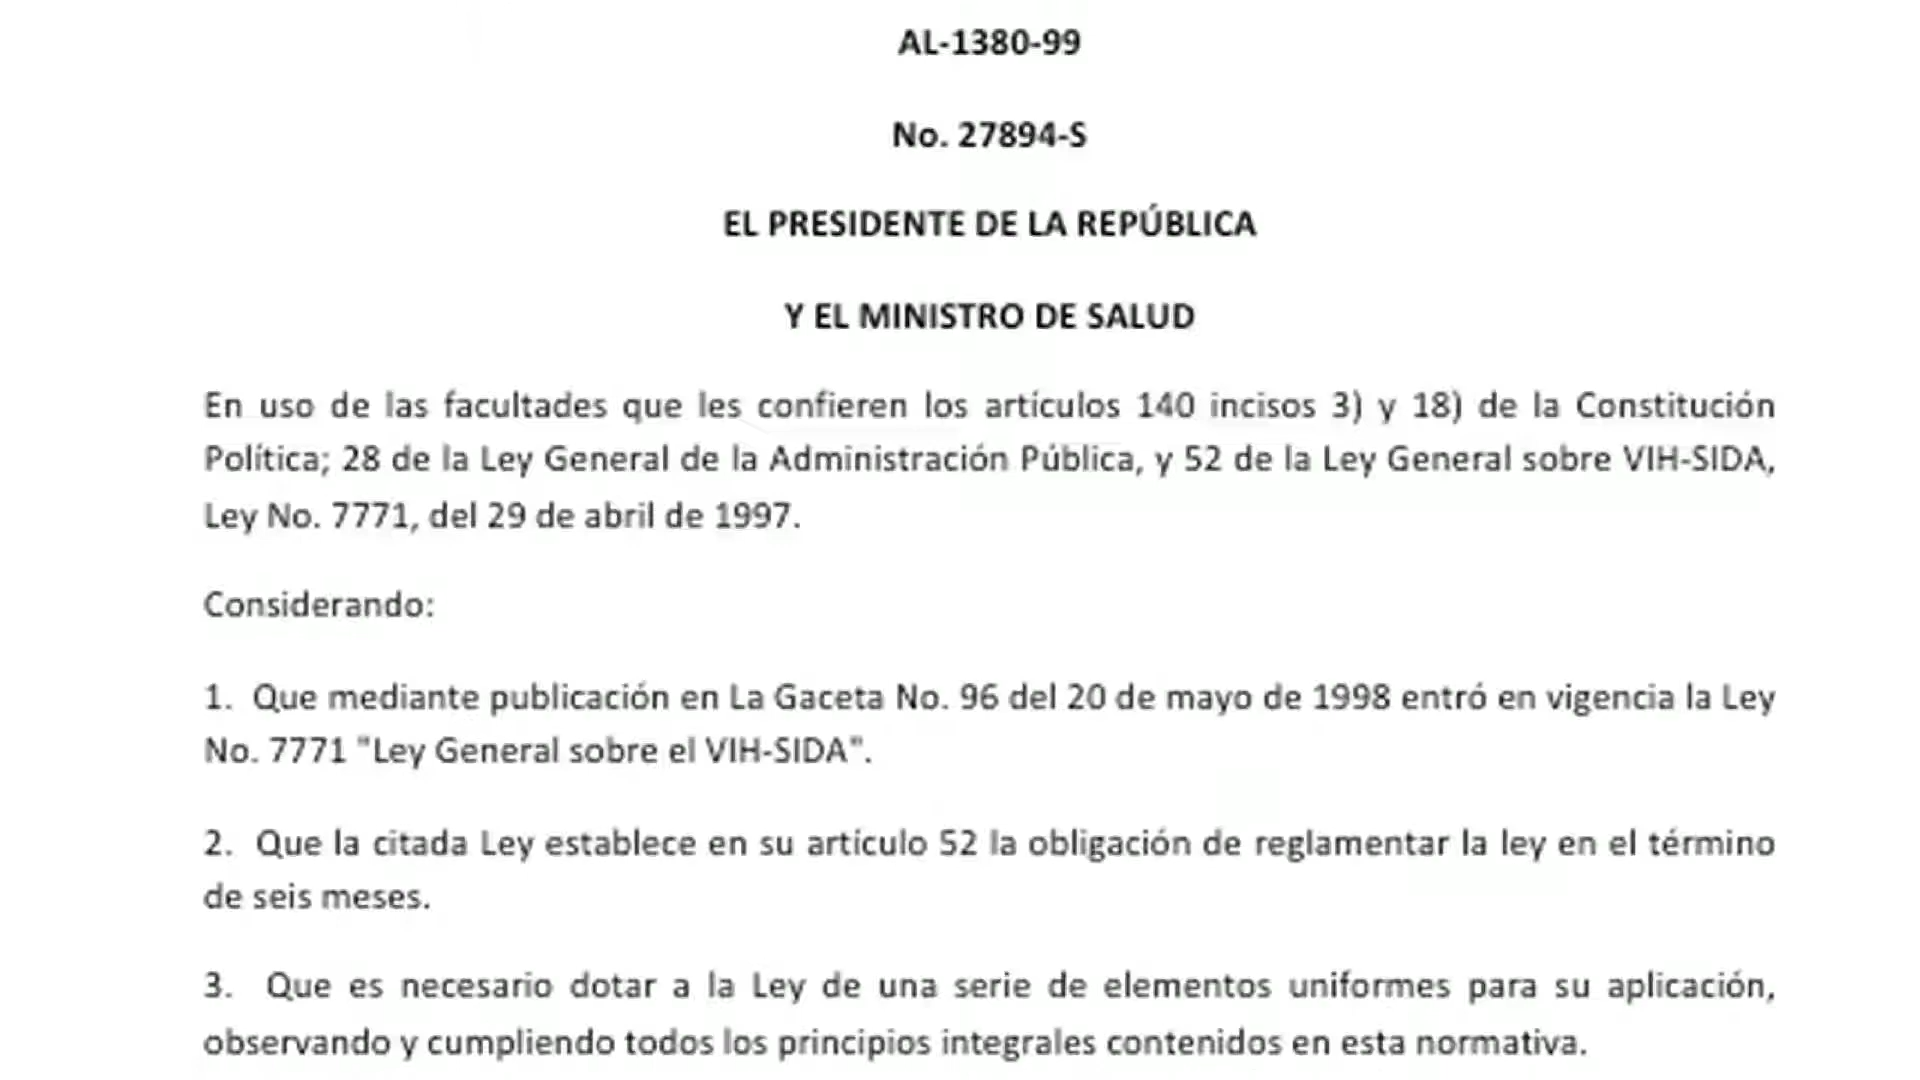 AL-1380-99
No. 27894-S
EL PRESIDENTE DE LA REPÚBLICA
Y EL MINISTRO DE SALUD
En uso de las facultades que les confieren los artículos 140 incisos 3) y 18) de la Constitución
Política; 28 de la Ley General de la Administración Pública, y 52 de la Ley General sobre VIH-SIDA,
Ley No. 7771, del 29 de abril de 1997.
Considerando:
1. Que mediante publicación en La Gaceta No. 96 del 20 de mayo de 1998 entró en vigencia la Ley
No. 7771 "Ley General sobre el VIH-SIDA".
2. Que la citada Ley establece en su artículo 52 la obligación de reglamentar la ley en el término
de seis meses.
3. Que es necesario dotar a la Ley de una serie de elementos uniformes para su aplicación,
observando y cumpliendo todos los principios integrales contenidos en esta normativa.